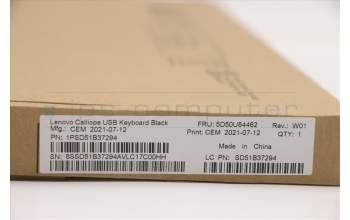 Lenovo Calliope USB Keyboard Black FRU: 5D50U84462 Rev.: W01
Mfg.: CEM 2021-07-12 Print: CEM 2021-07-12 QTY: 1
PN: 1PSD51B37294 Made in China
SN: 8SSD51B37294AVLC17C00HH LC PN: SD51B37294